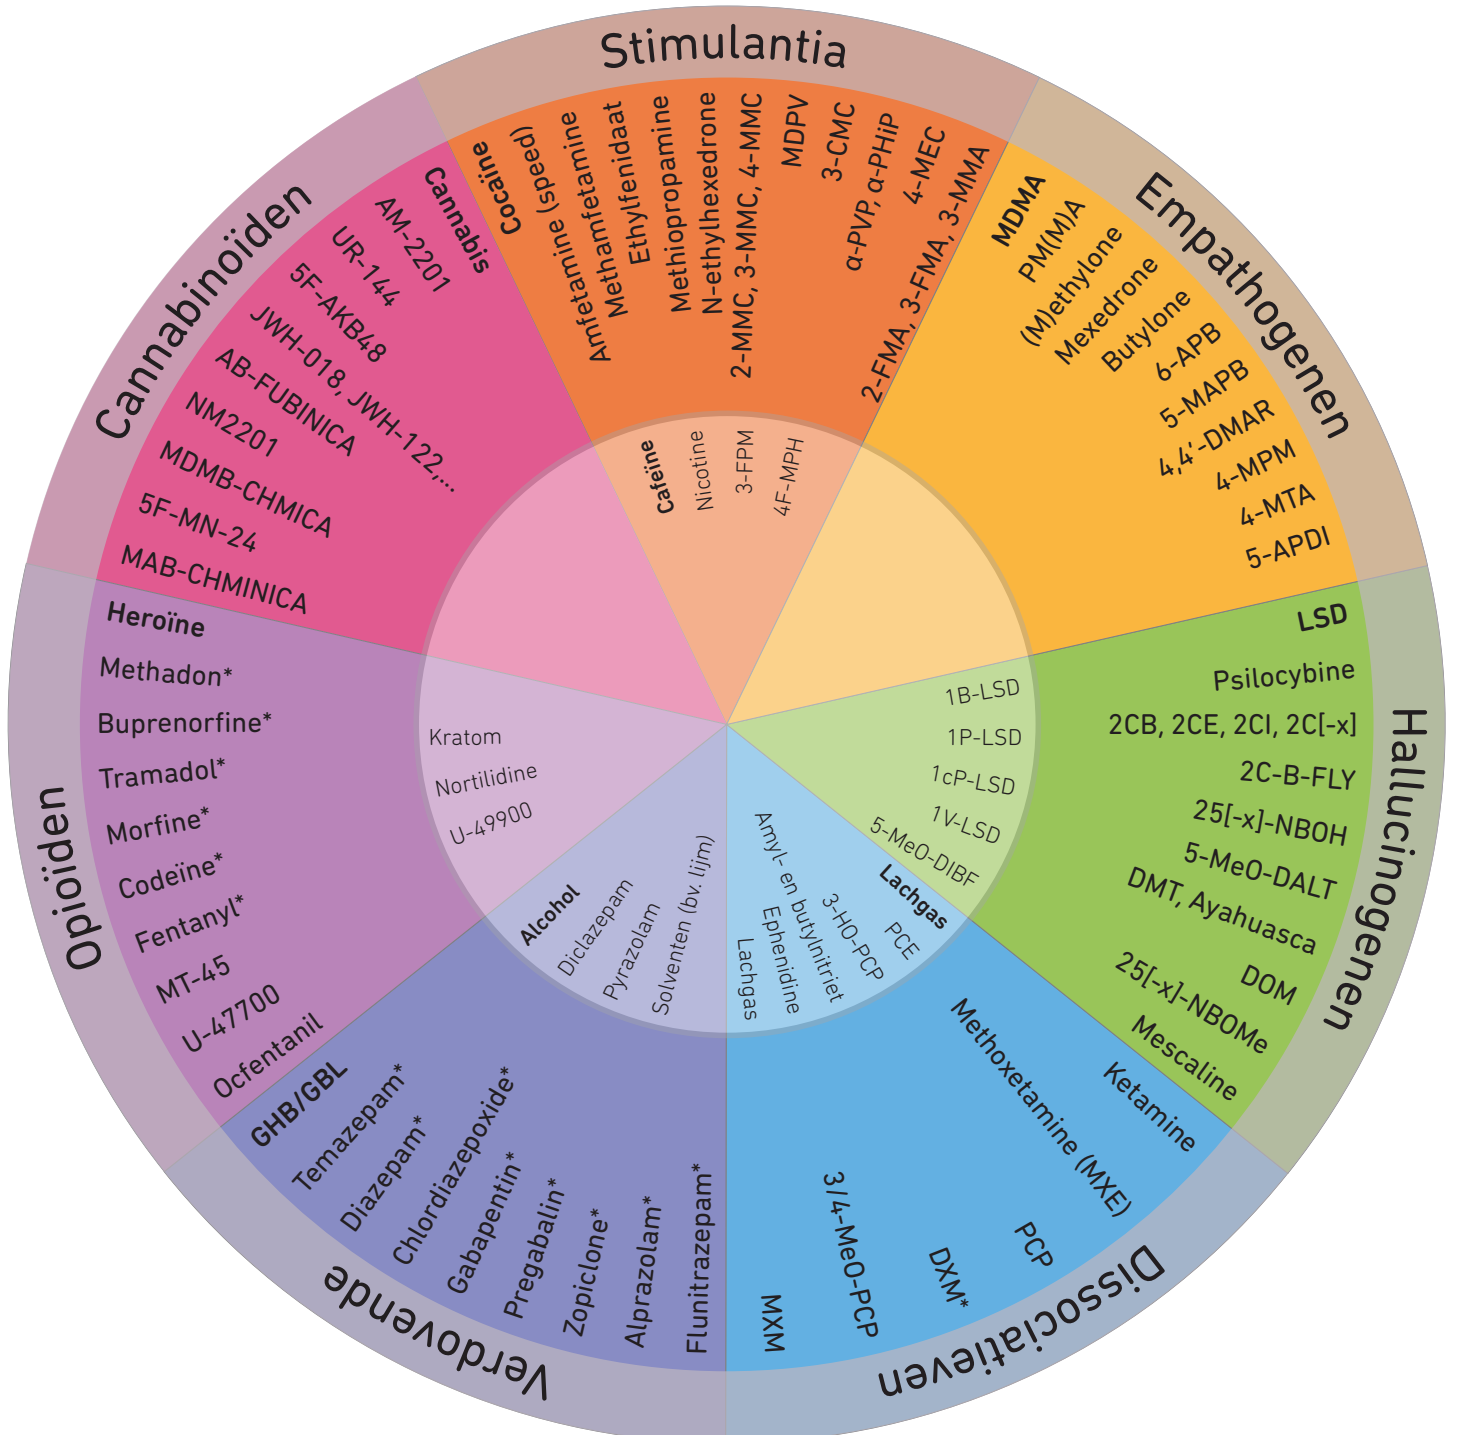 Stimulantia
Cocaïne
Amfetamine (speed)
Methamfetamine
Ethylfenidaat
Methiopropamine
N-ethylhexedrone
2-MMC, 3-MMC, 4-MMC
MDPV
3-CMC
α-PVP, α-PHiP
4-MEC
2-FMA, 3-FMA, 3-MMA
Cafeïne
Nicotine
3-FPM
4F-MPH
Empathogenen
MDMA
PM(M)A
(M)ethylone
Mexedrone
Butylone
6-APB
5-MAPB
4,4'-DMAR
4-MPM
4-MTA
5-APDI
Hallucinogenen
LSD
Psilocybine
2CB, 2CE, 2CI, 2C[-x]
2C-B-FLY
25[-x]-NBOH
5-MeO-DALT
DMT, Ayahuasca
DOM
25[-x]-NBOMe
Mescaline
1B-LSD
1P-LSD
1cP-LSD
1V-LSD
5-MeO-DIBF
Dissociatieven
Ketamine
Methoxetamine (MXE)
PCP
DXM*
3/4-MeO-PCP
MXM
Lachgas
PCE
3-HO-PCP
Amyl- en butylnitriet
Ephenidine
Lachgas
Verdovende
GHB/GBL
Temazepam*
Diazepam*
Chlordiazepoxide*
Gabapentin*
Pregabalin*
Zopiclone*
Alprazolam*
Flunitrazepam*
Alcohol
Diclazepam
Pyrazolam
Solventen (bv. lijm)
Opioïden
Heroïne
Methadon*
Buprenorfine*
Tramadol*
Morfine*
Codeïne*
Fentanyl*
MT-45
U-47700
Ocfentanil
Kratom
Nortilidine
U-49900
Cannabinoïden
Cannabis
AM-2201
UR-144
5F-AKB48
JWH-018, JWH-122,...
AB-FUBINICA
NM2201
MDMB-CHMICA
5F-MN-24
MAB-CHMINICA